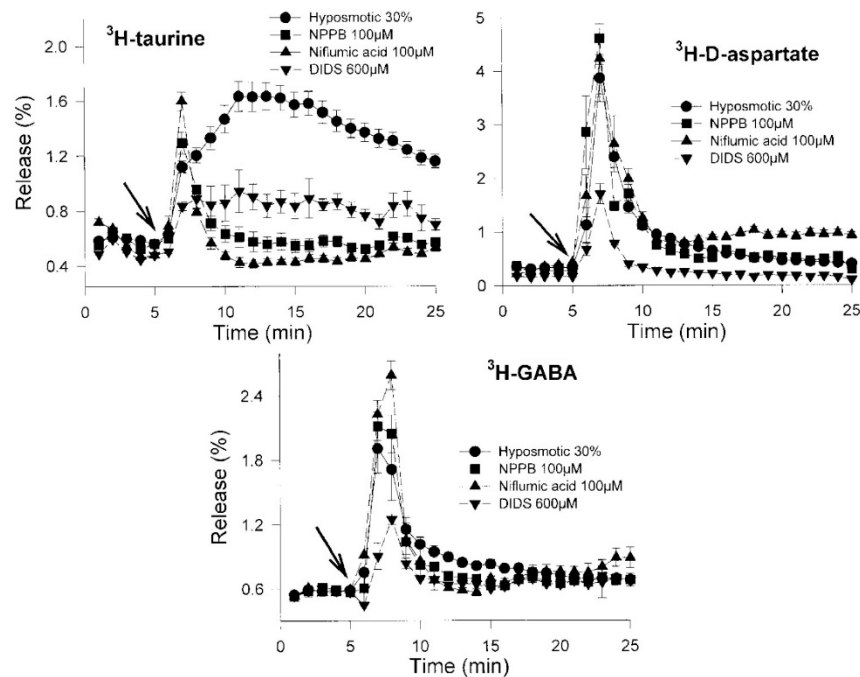 ³H-taurine
Hyposmotic 30%
NPPB 100µM
Niflumic acid 100µM
DIDS 600µM
Release (%)
2.0
1.6
1.2
0.8
0.4
0 5 10 15 20 25
Time (min)
³H-D-aspartate
Hyposmotic 30%
NPPB 100µM
Niflumic acid 100µM
DIDS 600µM
Release (%)
5
4
3
2
1
0
0 5 10 15 20 25
Time (min)
³H-GABA
Hyposmotic 30%
NPPB 100µM
Niflumic acid 100µM
DIDS 600µM
Release (%)
2.4
1.8
1.2
0.6
0 5 10 15 20 25
Time (min)